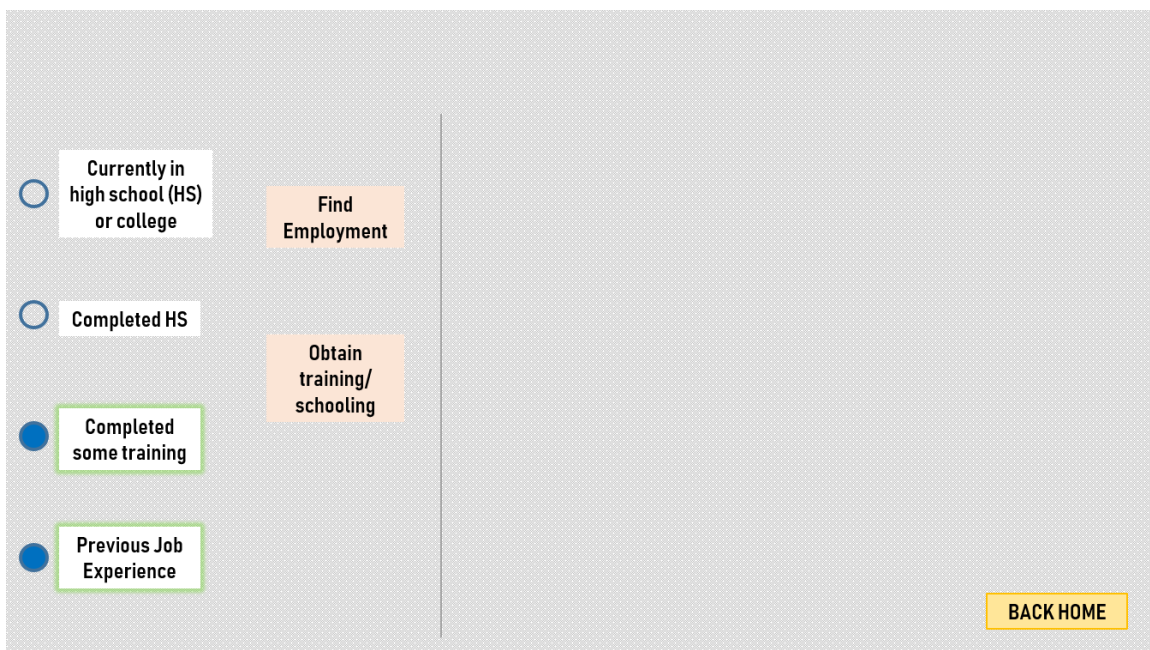 Currently in
high school (HS)
or college
Completed HS
Completed
some training
Previous Job
Experience
Find
Employment
Obtain
training/
schooling
BACK HOME